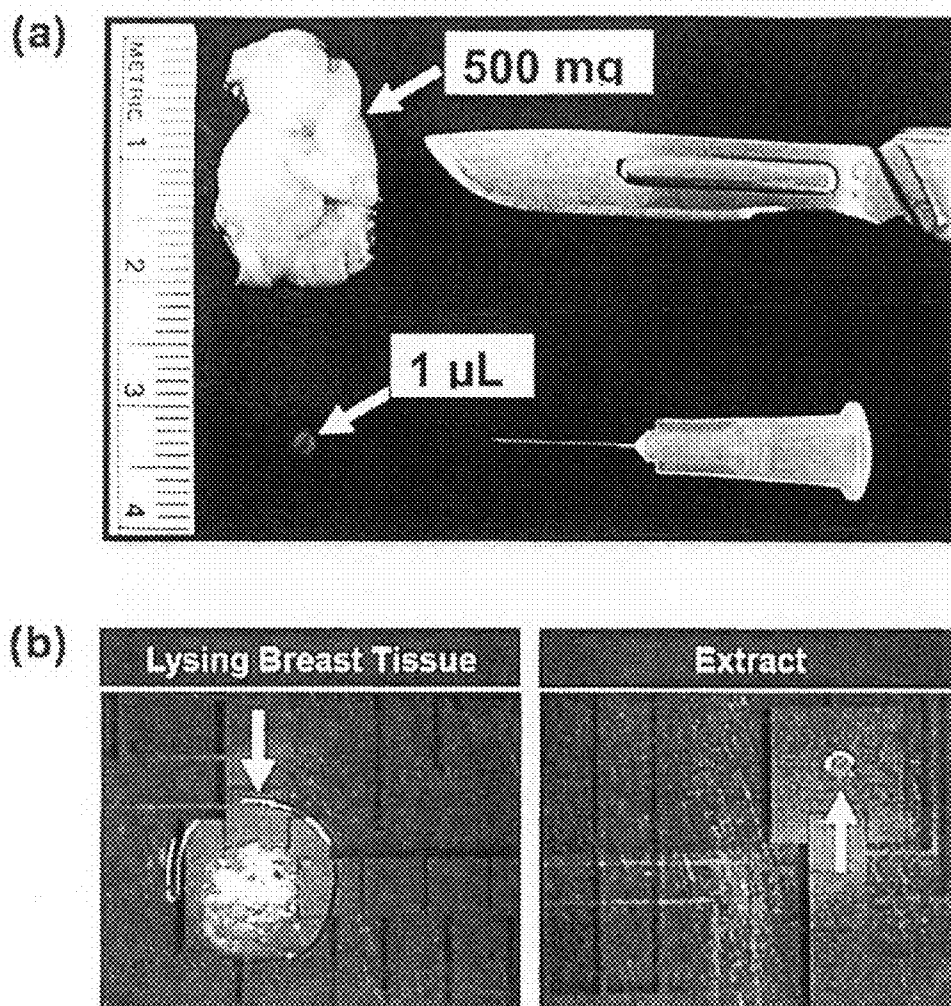 (a)
METRIC 1
500 mg
2
1 µL
3
4
(b)
Lysing Breast Tissue
Extract